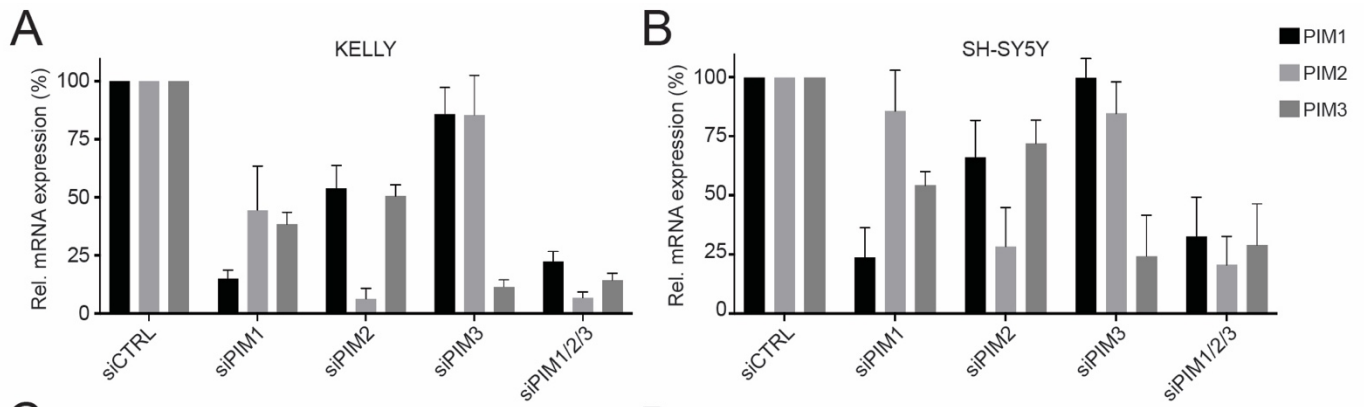 A
KELLY
Rel. mRNA expression (%)
100
75
50
25
0
siCTRL
siPIM1
siPIM2
siPIM3
siPIM1/2/3
B
SH-SY5Y
Rel. mRNA expression (%)
100
75
50
25
0
siCTRL
siPIM1
siPIM2
siPIM3
siPIM1/2/3
PIM1
PIM2
PIM3